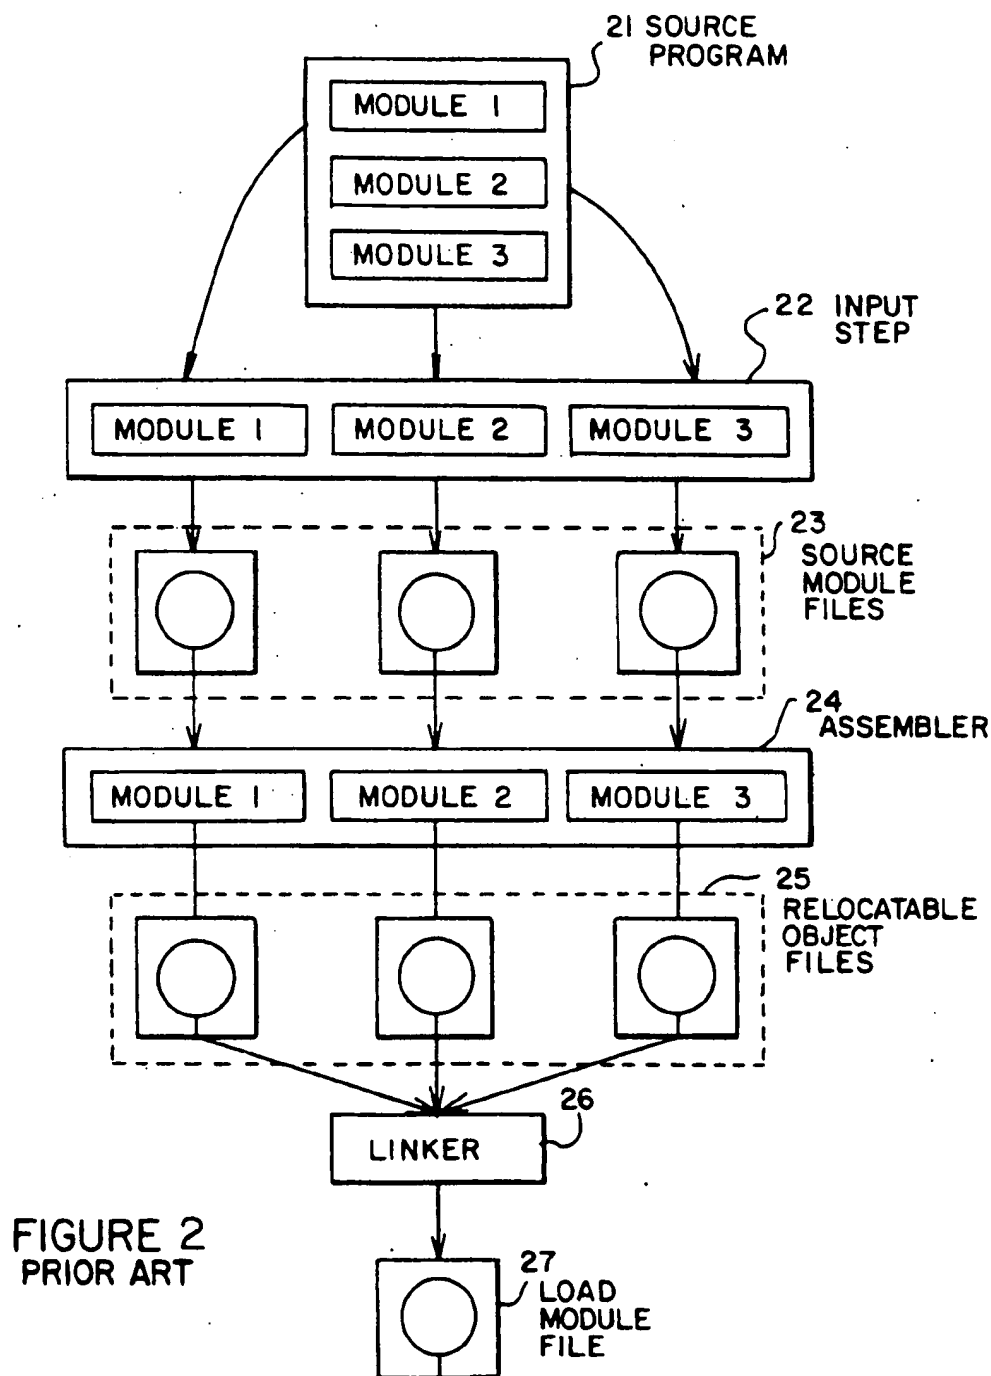 21 SOURCE
PROGRAM
MODULE 1
MODULE 2
MODULE 3
22 INPUT
STEP
MODULE 1
MODULE 2
MODULE 3
23
SOURCE
MODULE
FILES
24
ASSEMBLER
MODULE 1
MODULE 2
MODULE 3
25
RELOCATABLE
OBJECT
FILES
26
LINKER
FIGURE 2
PRIOR ART
27
LOAD
MODULE
FILE